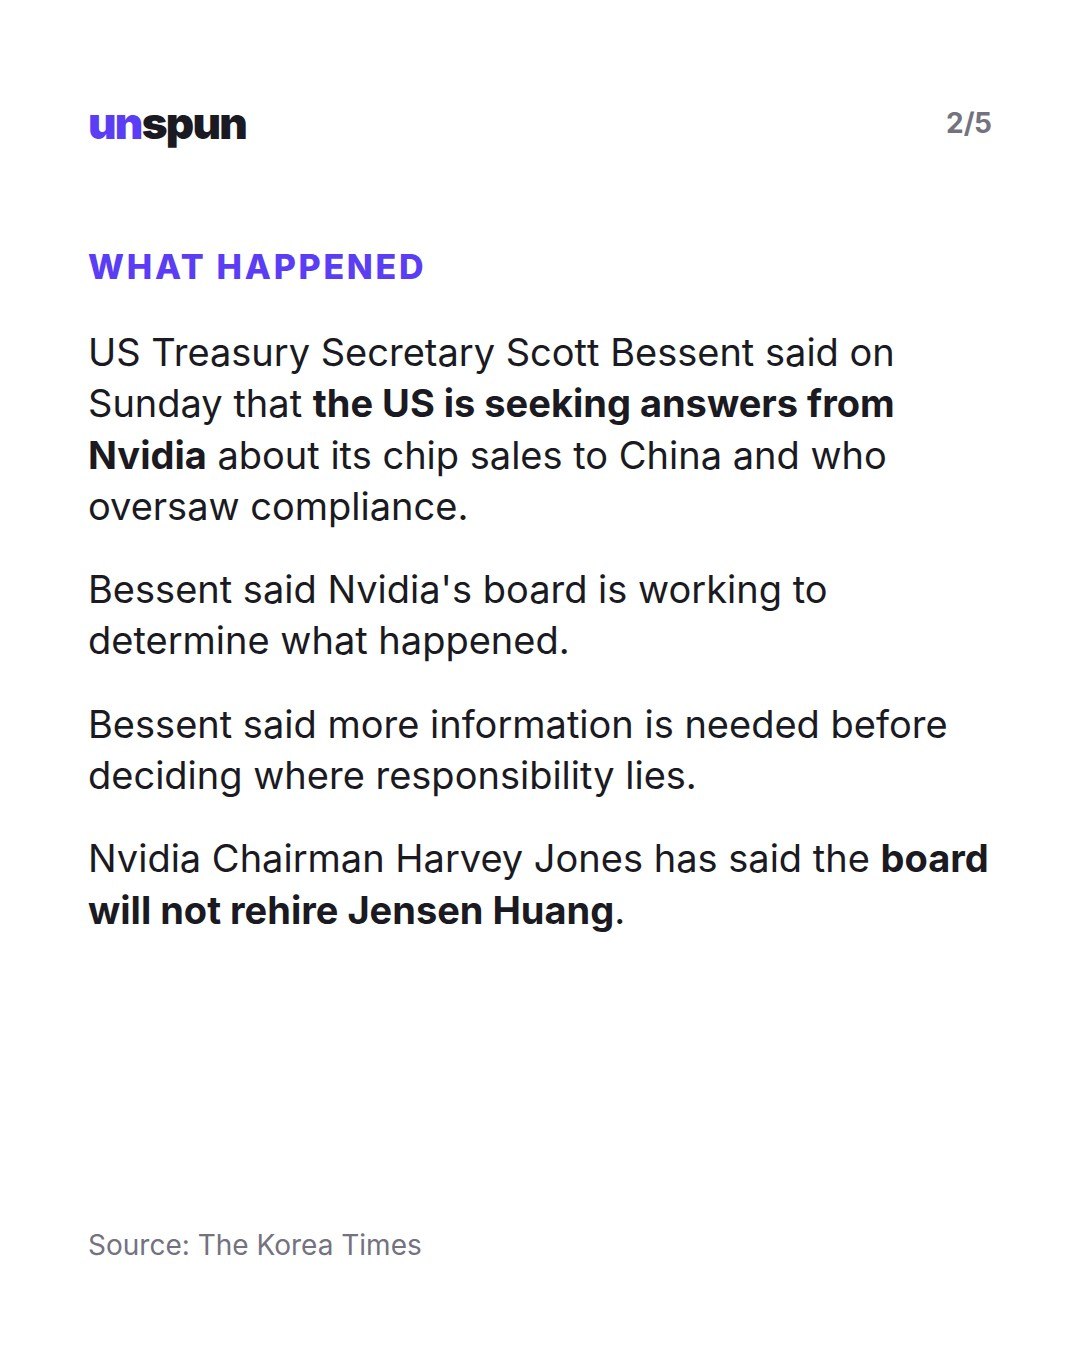 unspun
2/5
WHAT HAPPENED
US Treasury Secretary Scott Bessent said on
Sunday that the US is seeking answers from
Nvidia about its chip sales to China and who
oversaw compliance.
Bessent said Nvidia's board is working to
determine what happened.
Bessent said more information is needed before
deciding where responsibility lies.
Nvidia Chairman Harvey Jones has said the board
will not rehire Jensen Huang.
Source: The Korea Times